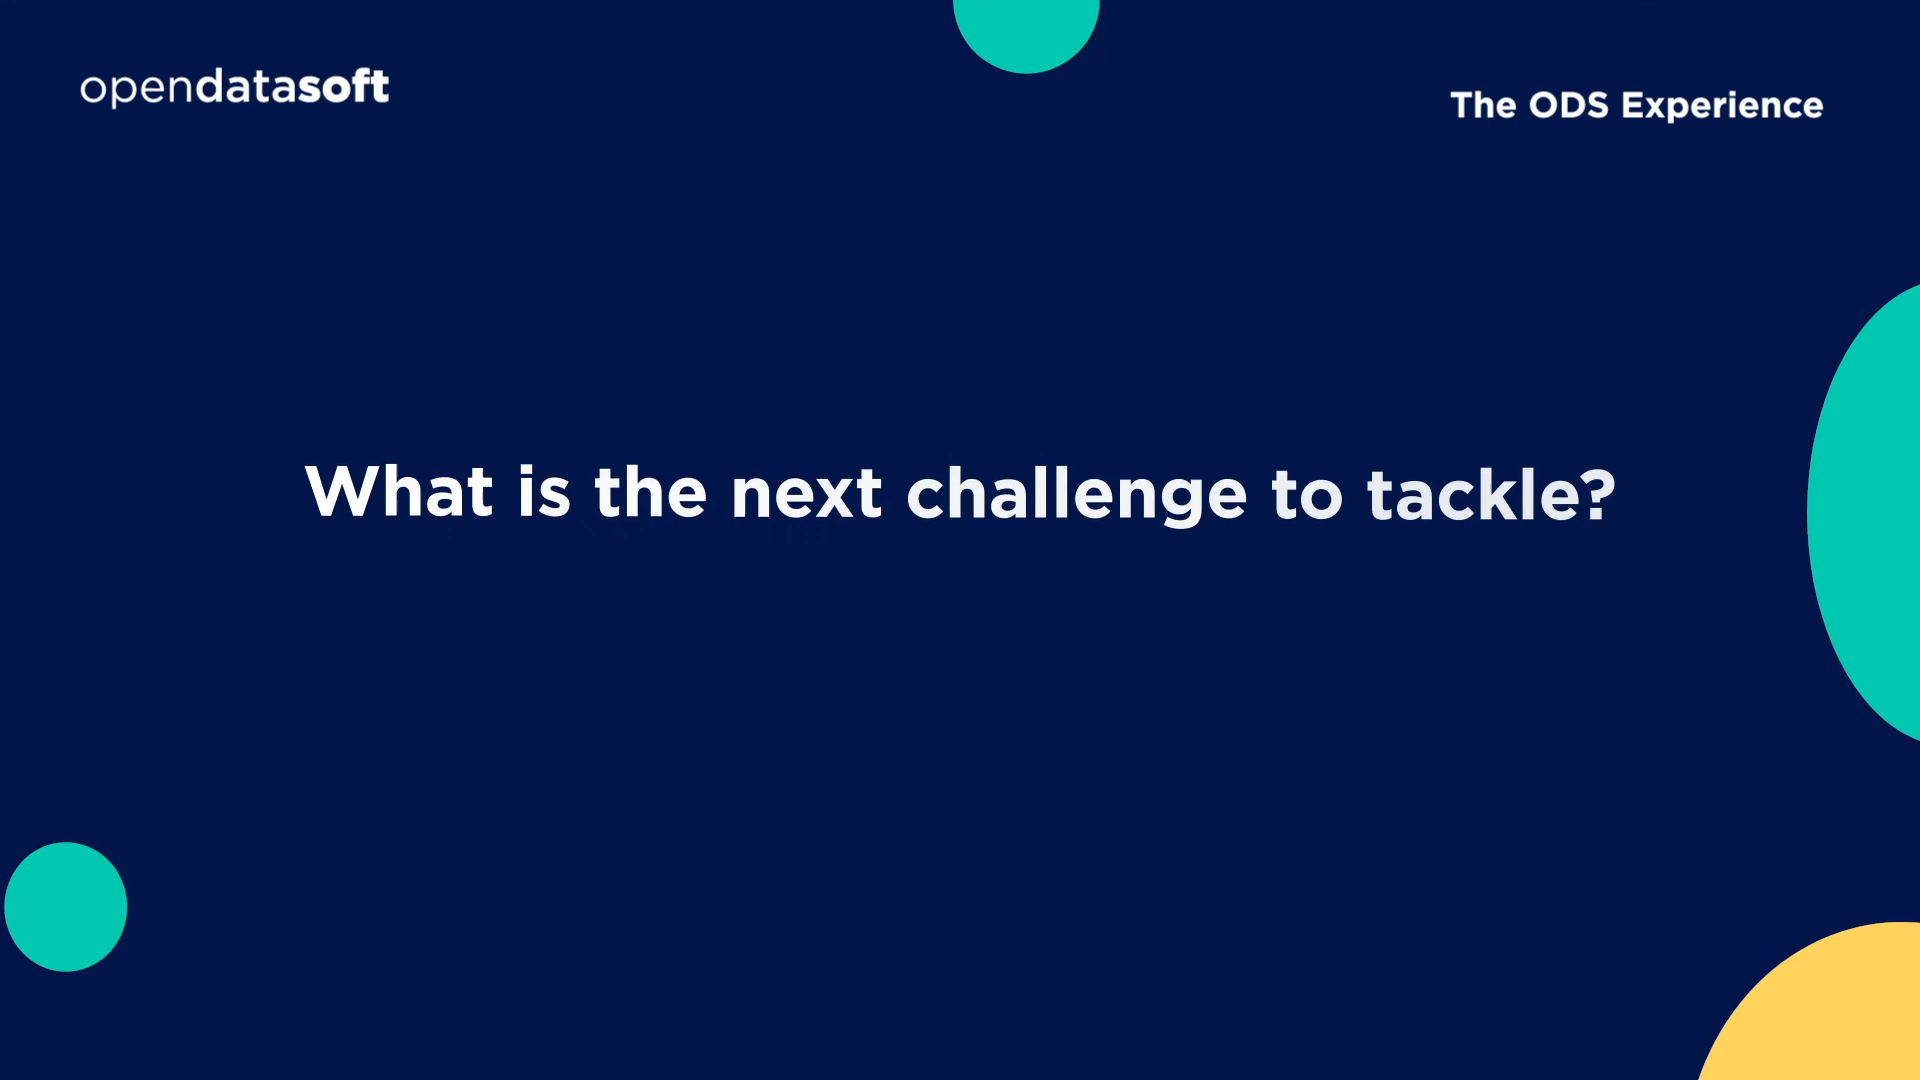 opendatasoft
The ODS Experience
What is the next challenge to tackle?